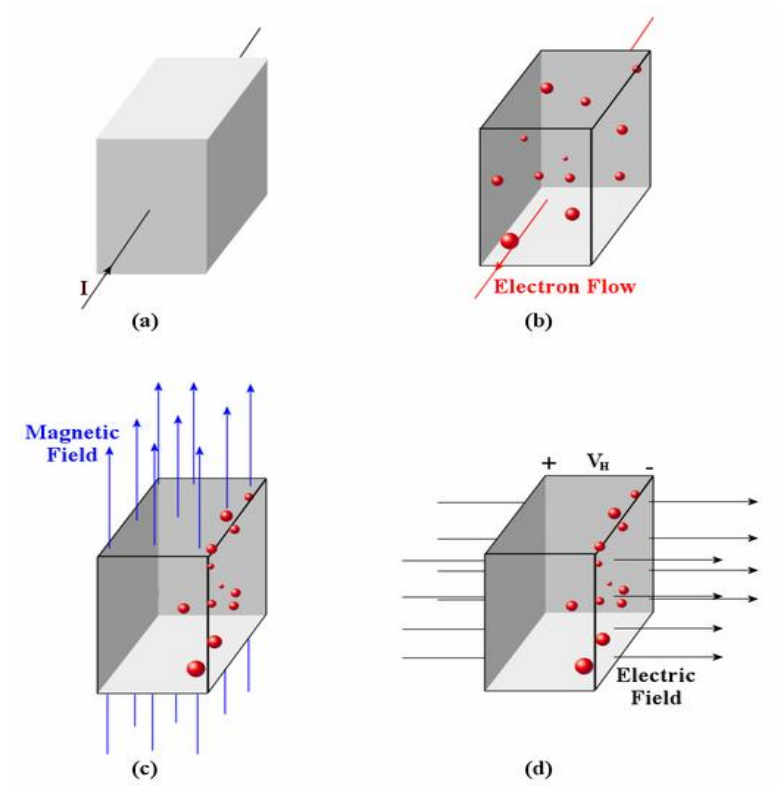 I
(a)
Electron Flow
(b)
Magnetic
Field
(c)
+ V_H -
Electric
Field
(d)